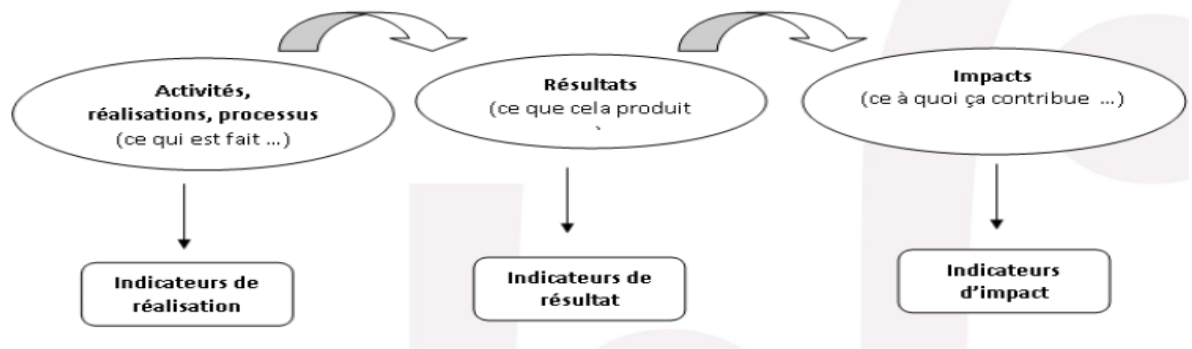 Activités,
réalisations, processus
(ce qui est fait ...)
Résultats
(ce que cela produit
Impacts
(ce à quoi ça contribue ...)
Indicateurs de
réalisation
Indicateurs de
résultat
Indicateurs
d'impact